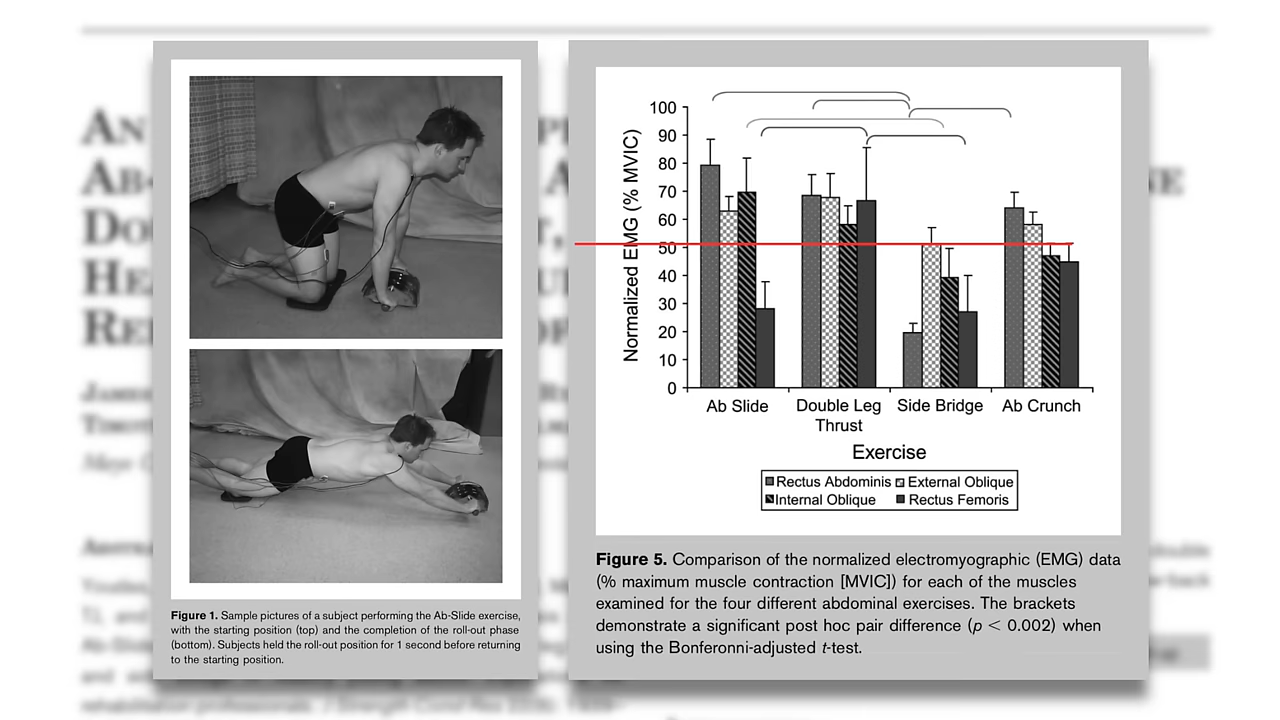 Figure 1. Sample pictures of a subject performing the Ab-Slide exercise,
with the starting position (top) and the completion of the roll-out phase
(bottom). Subjects held the roll-out position for 1 second before returning
to the starting position.
Normalized EMG (% MVIC)
100
90
80
70
60
50
40
30
20
10
0
Ab Slide
Double Leg
Thrust
Side Bridge
Ab Crunch
Exercise
Rectus Abdominis
External Oblique
Internal Oblique
Rectus Femoris
Figure 5. Comparison of the normalized electromyographic (EMG) data
(% maximum muscle contraction [MVIC]) for each of the muscles
examined for the four different abdominal exercises. The brackets
demonstrate a significant post hoc pair difference (p < 0.002) when
using the Bonferonni-adjusted t-test.